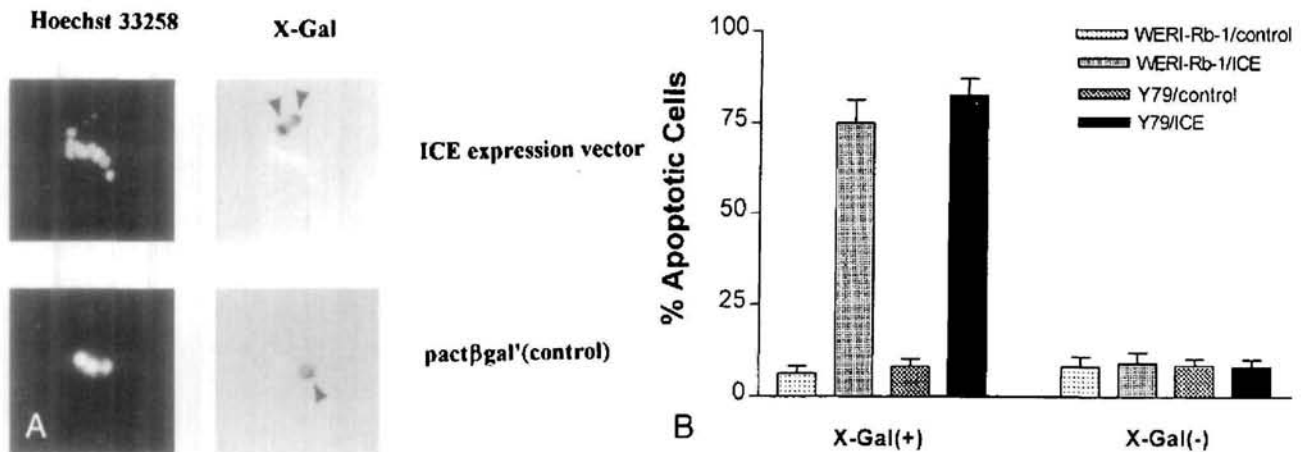 Hoechst 33258
X-Gal
ICE expression vector
pactβgal'(control)
A
% Apoptotic Cells
100
75
50
25
0
WERI-Rb-1/control
WERI-Rb-1/ICE
Y79/control
Y79/ICE
X-Gal(+)
X-Gal(-)
B